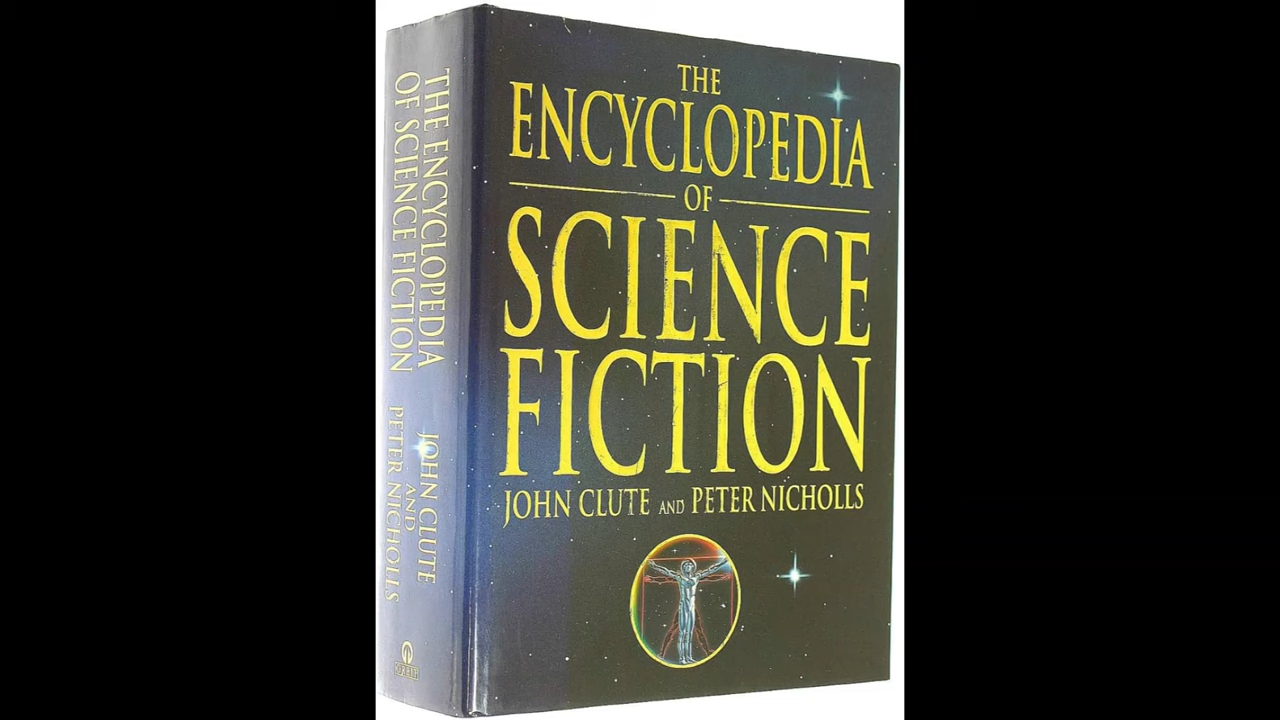 THE
ENCYCLOPEDIA
OF
SCIENCE
FICTION
JOHN CLUTE AND PETER NICHOLLS
THE ENCYCLOPEDIA
OF SCIENCE FICTION
JOHN CLUTE
AND
PETER NICHOLLS
ORBIT